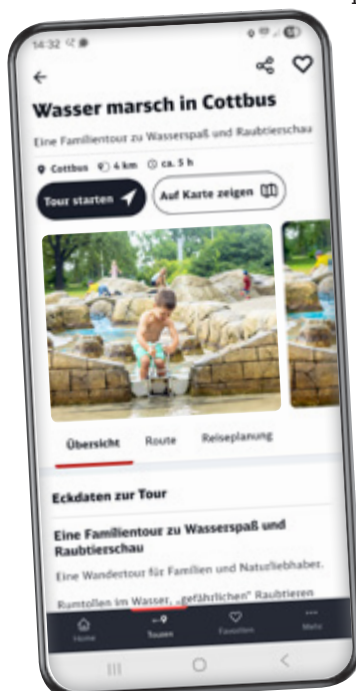 14:32
Wasser marsch in Cottbus
Eine Familientour zu Wasserspaß und Raubtierschau
Cottbus 4 km ca. 5 h
Tour starten
Auf Karte zeigen
Übersicht Route Reiseplanung
Eckdaten zur Tour
Eine Familientour zu Wasserspaß und
Raubtierschau
Eine Wandertour für Familien und Naturliebhaber.
Rumtollen im Wasser, „gefährlichen“ Raubtieren
Home Touren Favoriten Mehr